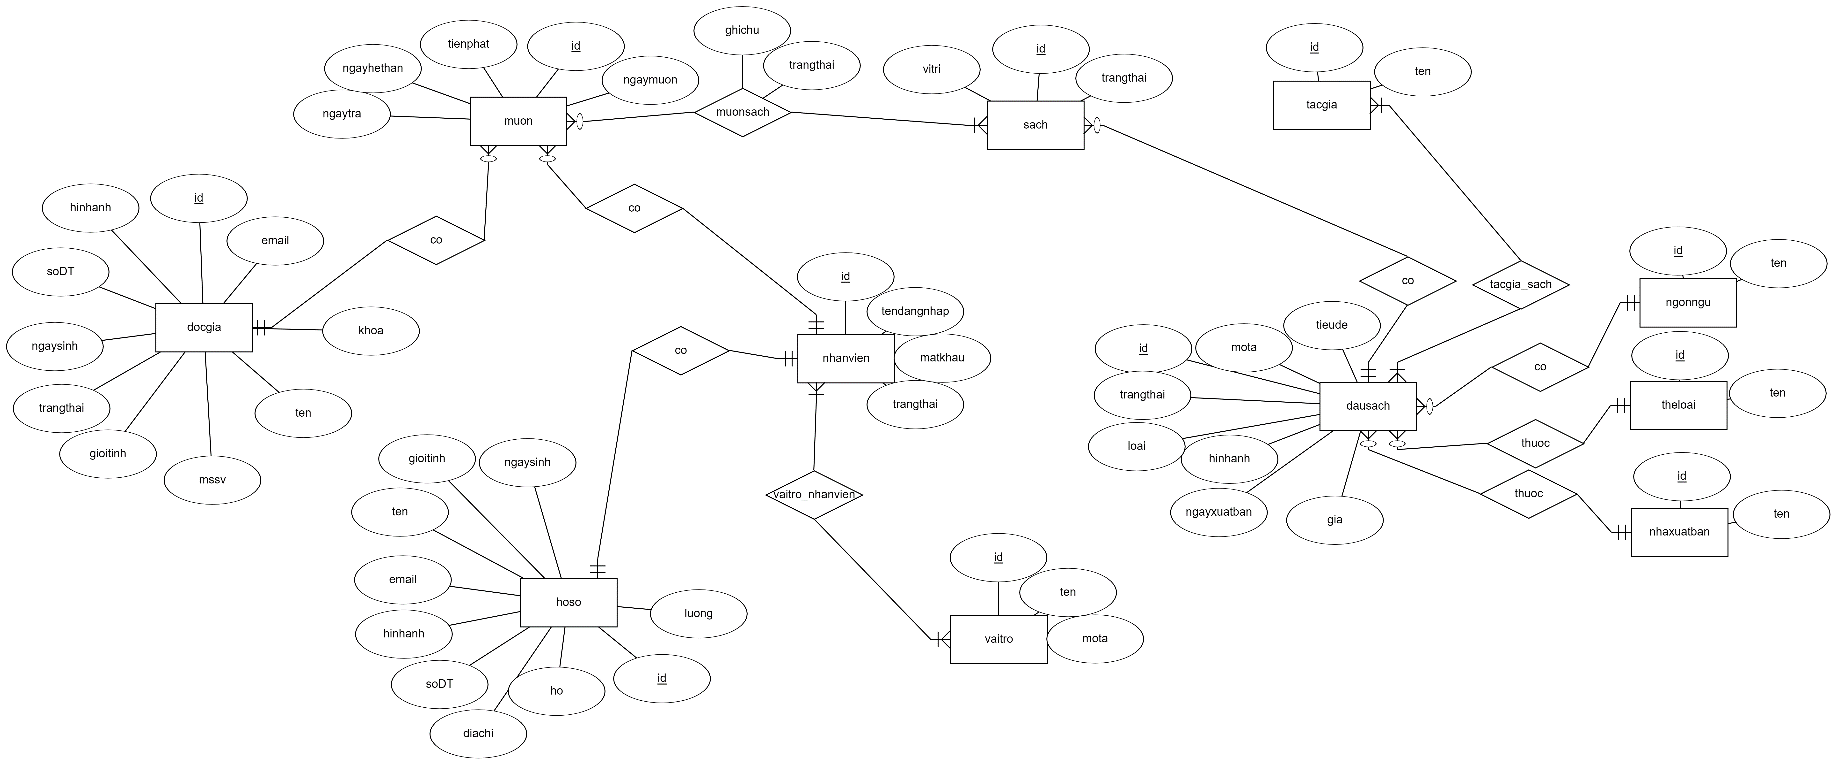 ghichu
tienphat
id
ngayhethan
ngaymuon
trangthai
ngaytra
muon
muonsach
vitri
id
trangthai
sach
id
ten
tacgia
hinhanh
id
email
soDT
co
co
docgia
khoa
ngaysinh
trangthai
gioitinh
mssv
ten
id
tendangnhap
nhanvien
matkhau
trangthai
co
vaitro_nhanvien
gioitinh
ngaysinh
ten
email
hinhanh
hoso
luong
soDT
ho
id
diachi
id
ten
vaitro
mota
co
tacgia_sach
id
ten
ngonngu
tieude
mota
id
trangthai
dausach
loai
hinhanh
ngayxuatban
gia
co
id
ten
theloai
thuoc
thuoc
id
ten
nhaxuatban